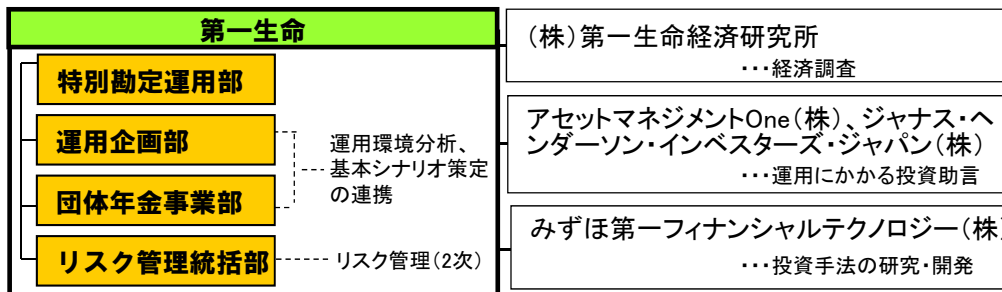 第一生命
特別勘定運用部
運用企画部
団体年金事業部
リスク管理統括部
運用環境分析、
基本シナリオ策定
の連携
リスク管理(2次)
(株)第一生命経済研究所
・・・経済調査
アセットマネジメントOne(株)、ジャナス・ヘ
ンダーソン・インベスターズ・ジャパン(株)
・・・運用にかかる投資助言
みずほ第一フィナンシャルテクノロジー(株)
・・・投資手法の研究・開発